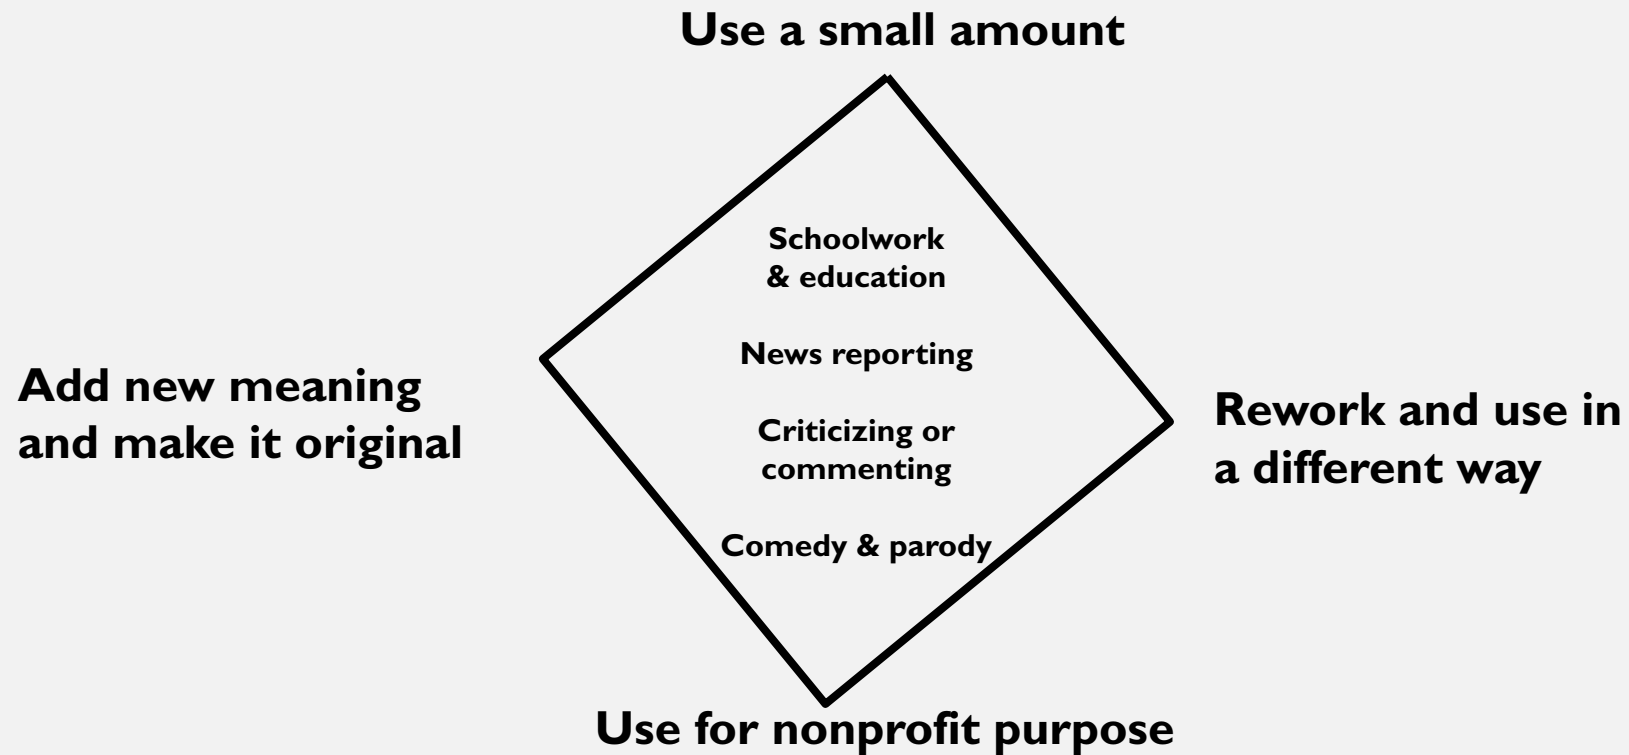 Use a small amount
Schoolwork
& education
News reporting
Criticizing or
commenting
Comedy & parody
Add new meaning
and make it original
Rework and use in
a different way
Use for nonprofit purpose